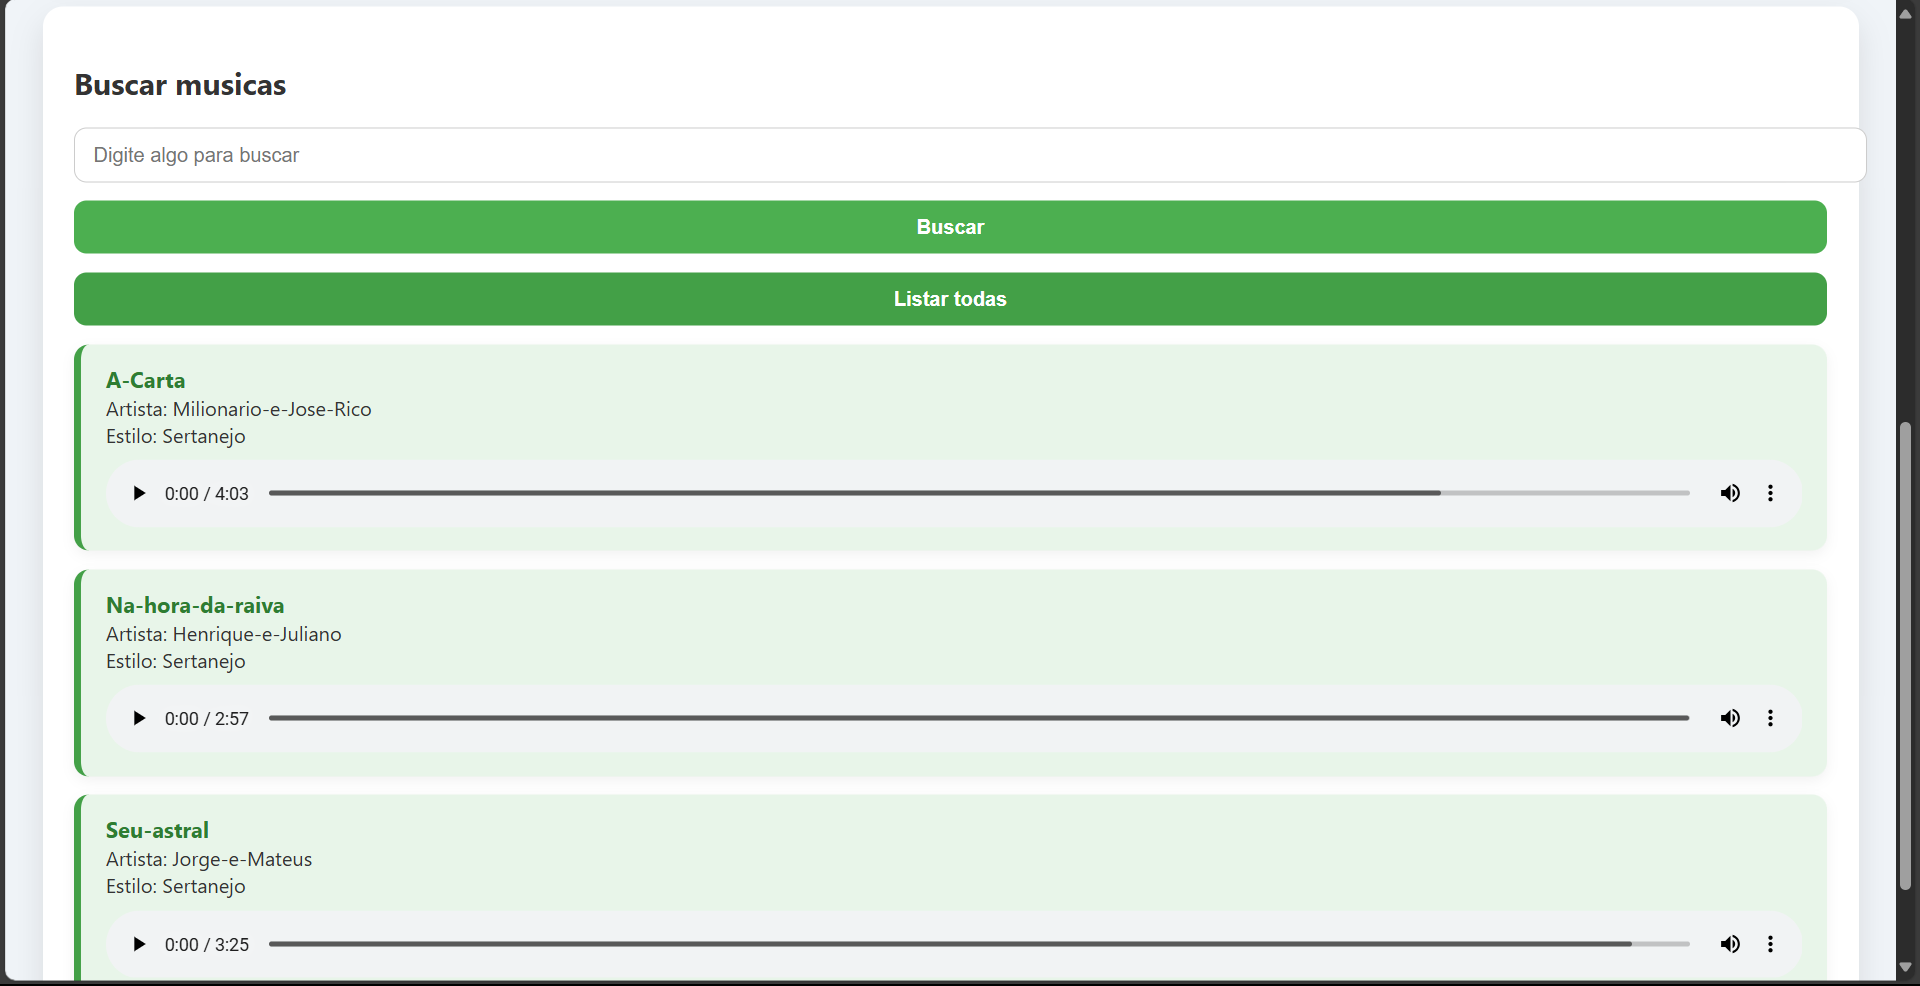 Buscar musicas
Digite algo para buscar
Buscar
Listar todas
A-Carta
Artista: Milionario-e-Jose-Rico
Estilo: Sertanejo
0:00 / 4:03
Na-hora-da-raiva
Artista: Henrique-e-Juliano
Estilo: Sertanejo
0:00 / 2:57
Seu-astral
Artista: Jorge-e-Mateus
Estilo: Sertanejo
0:00 / 3:25